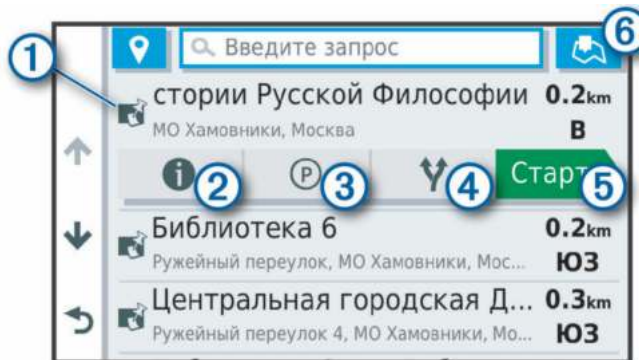 Введите запрос
6
1
стории Русской Философии 0.2km
МО Хамовники, Москва В
i 2 P 3 4 Старт 5
Библиотека 6 0.2km
Ружейный переулок, МО Хамовники, Мос... ЮЗ
Центральная городская Д... 0.3km
Ружейный переулок 4, МО Хамовники, Мо... ЮЗ